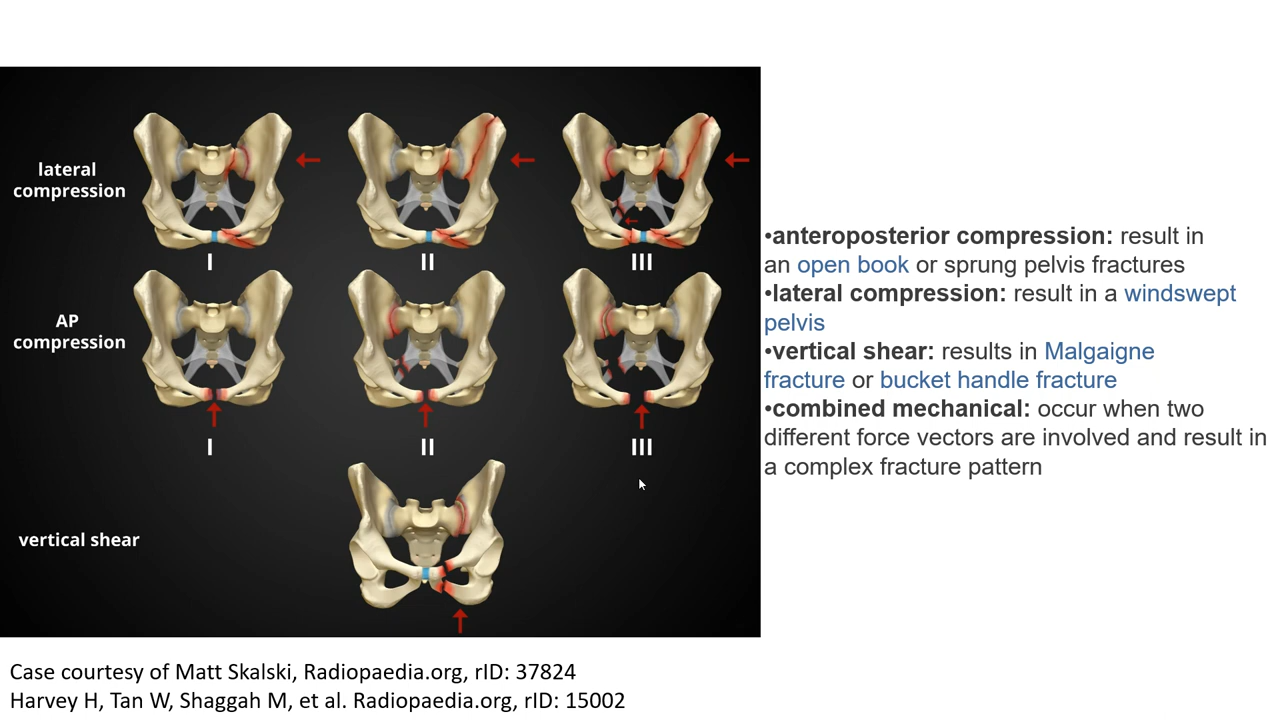 lateral
compression
I
II
III
AP
compression
I
II
III
vertical shear
•anteroposterior compression: result in
an open book or sprung pelvis fractures
•lateral compression: result in a windswept
pelvis
•vertical shear: results in Malgaigne
fracture or bucket handle fracture
•combined mechanical: occur when two
different force vectors are involved and result in
a complex fracture pattern
Case courtesy of Matt Skalski, Radiopaedia.org, rID: 37824
Harvey H, Tan W, Shaggah M, et al. Radiopaedia.org, rID: 15002